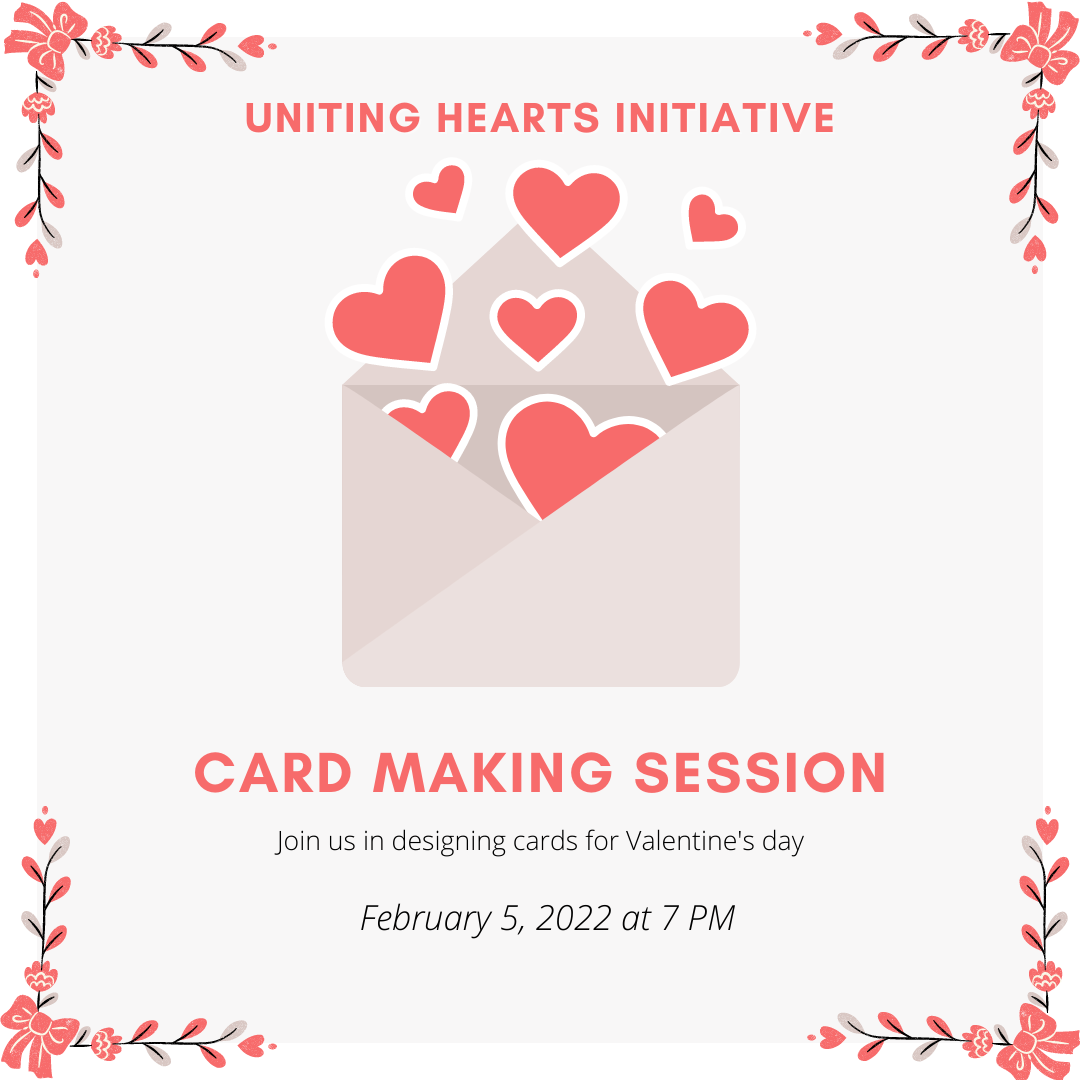 UNITING HEARTS INITIATIVE
CARD MAKING SESSION
Join us in designing cards for Valentine's day
February 5, 2022 at 7 PM